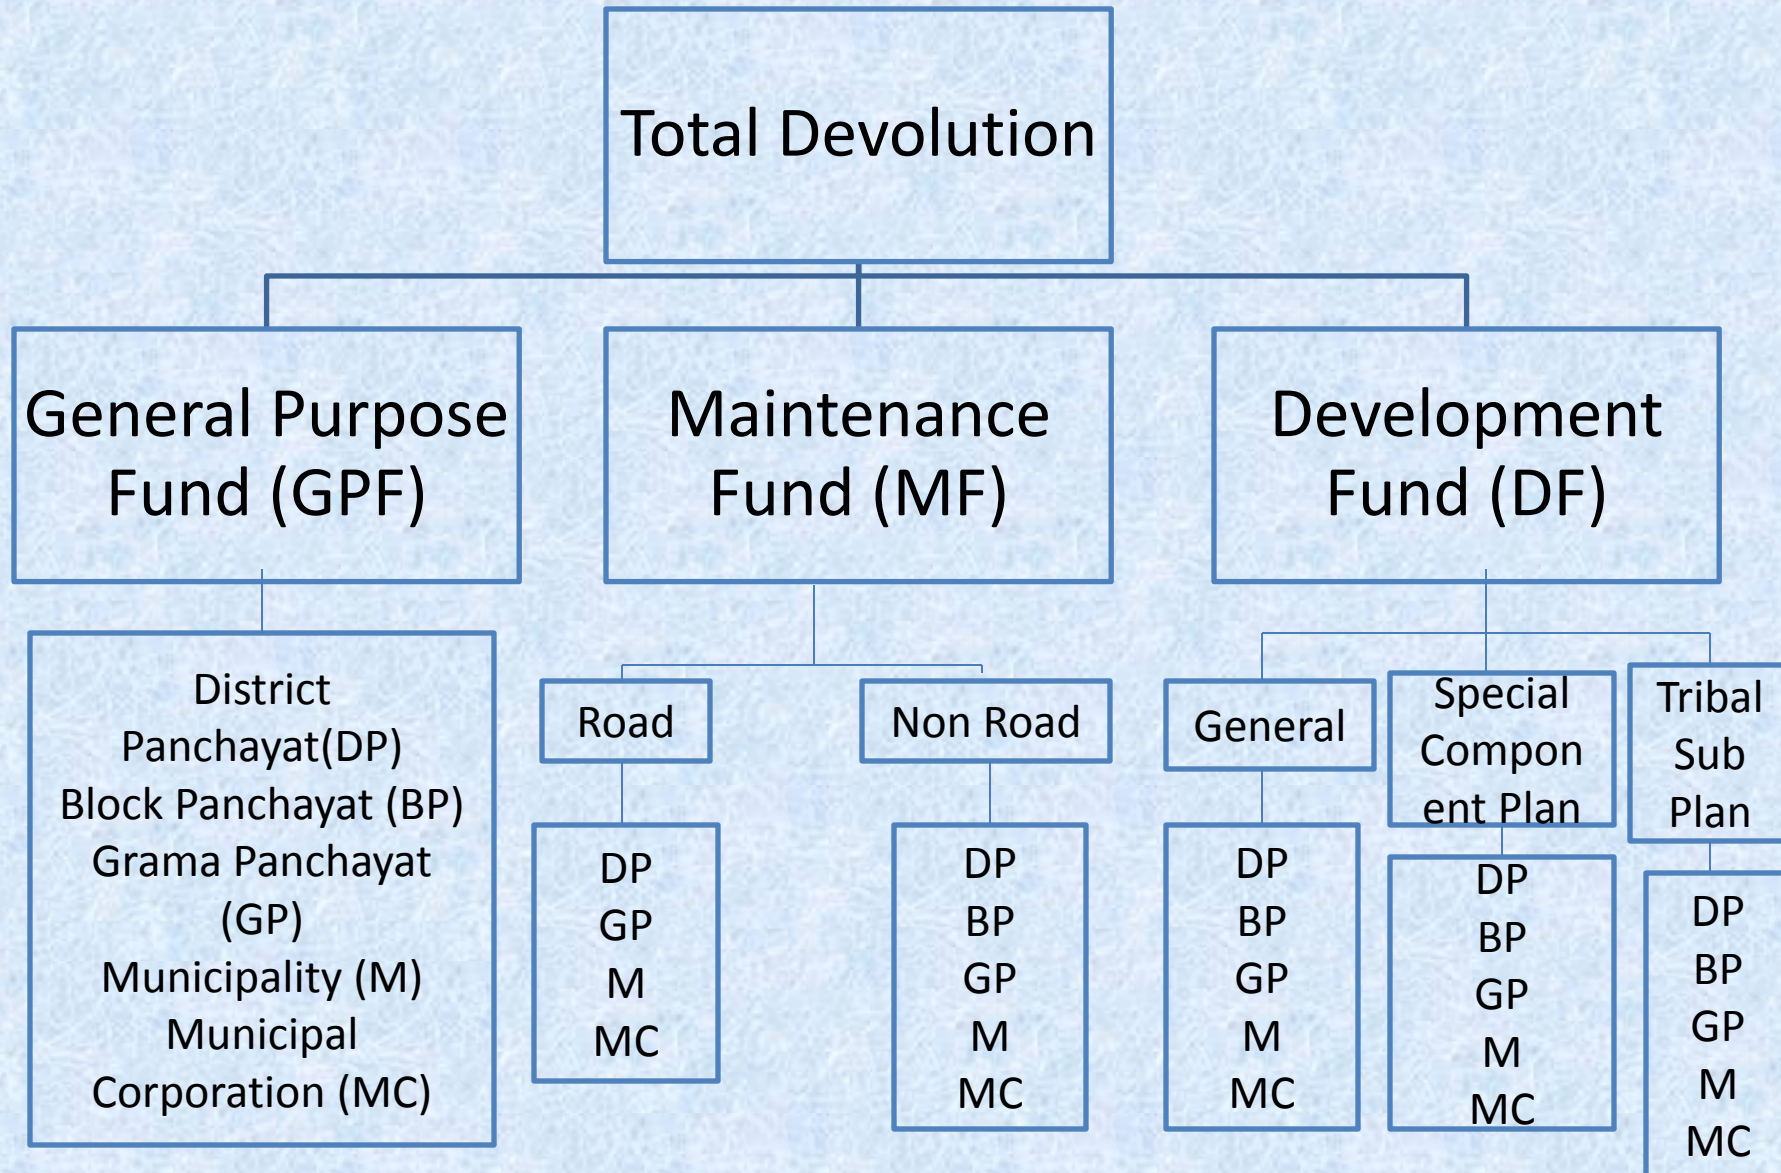 Total Devolution
General Purpose
Fund (GPF)
Maintenance
Fund (MF)
Development
Fund (DF)
District
Panchayat(DP)
Block Panchayat (BP)
Grama Panchayat
(GP)
Municipality (M)
Municipal
Corporation (MC)
Road
DP
GP
M
MC
Non Road
DP
BP
GP
M
MC
General
DP
BP
GP
M
MC
Special
Compon
ent Plan
DP
BP
GP
M
MC
Tribal
Sub
Plan
DP
BP
GP
M
MC